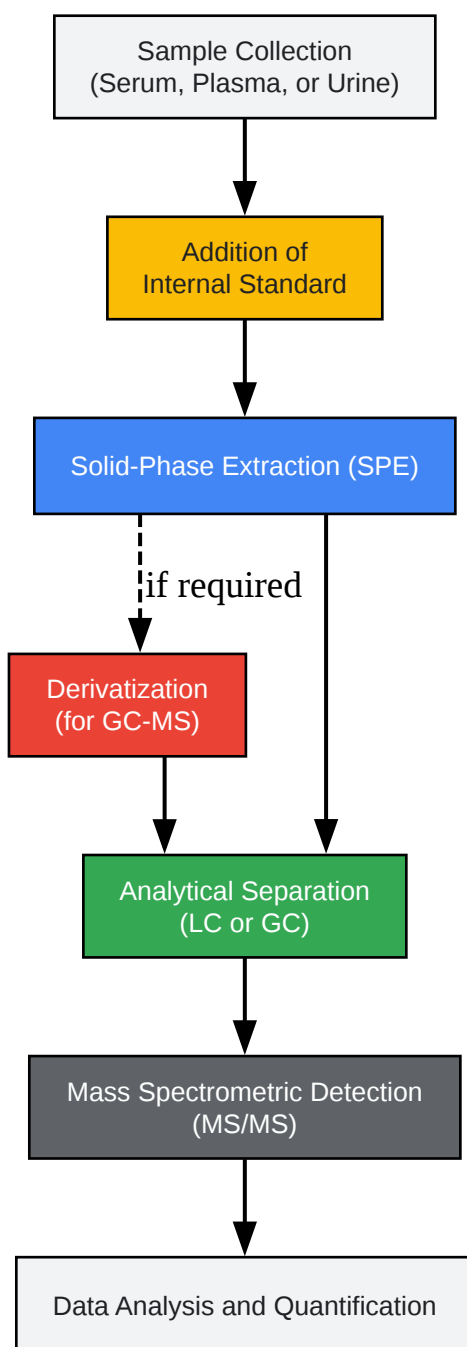 Sample Collection
(Serum, Plasma, or Urine)
Addition of
Internal Standard
Solid-Phase Extraction (SPE)
if required
Derivatization
(for GC-MS)
Analytical Separation
(LC or GC)
Mass Spectrometric Detection
(MS/MS)
Data Analysis and Quantification